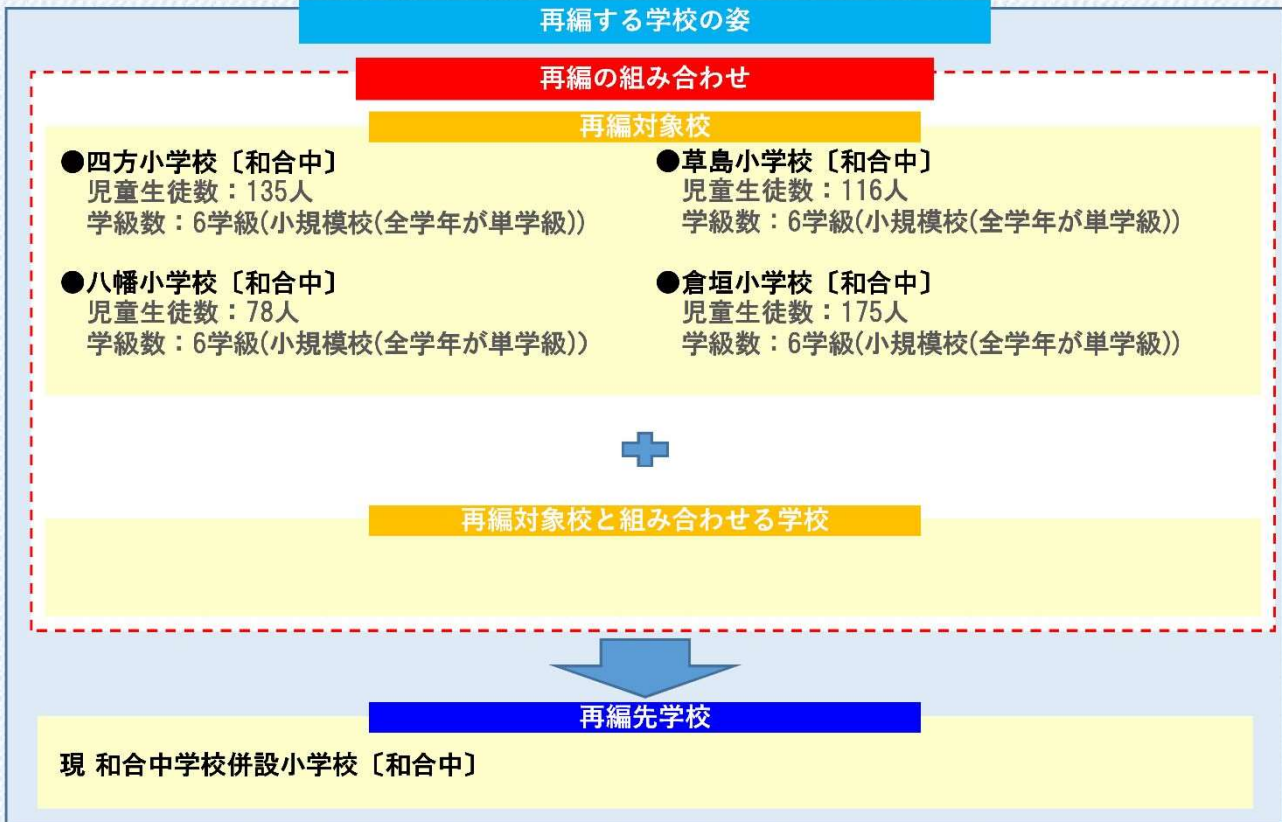 再編する学校の姿
再編の組み合わせ
再編対象校
●四方小学校〔和合中〕
児童生徒数：135人
学級数：6学級(小規模校(全学年が単学級))
●草島小学校〔和合中〕
児童生徒数：116人
学級数：6学級(小規模校(全学年が単学級))
●八幡小学校〔和合中〕
児童生徒数：78人
学級数：6学級(小規模校(全学年が単学級))
●倉垣小学校〔和合中〕
児童生徒数：175人
学級数：6学級(小規模校(全学年が単学級))
再編対象校と組み合わせる学校
再編先学校
現 和合中学校併設小学校〔和合中〕